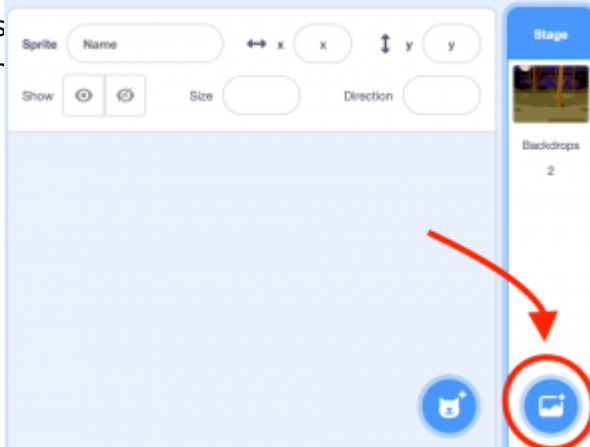 s
Sprite Name x x y y Stage
Show Size Direction
Backdrops
2